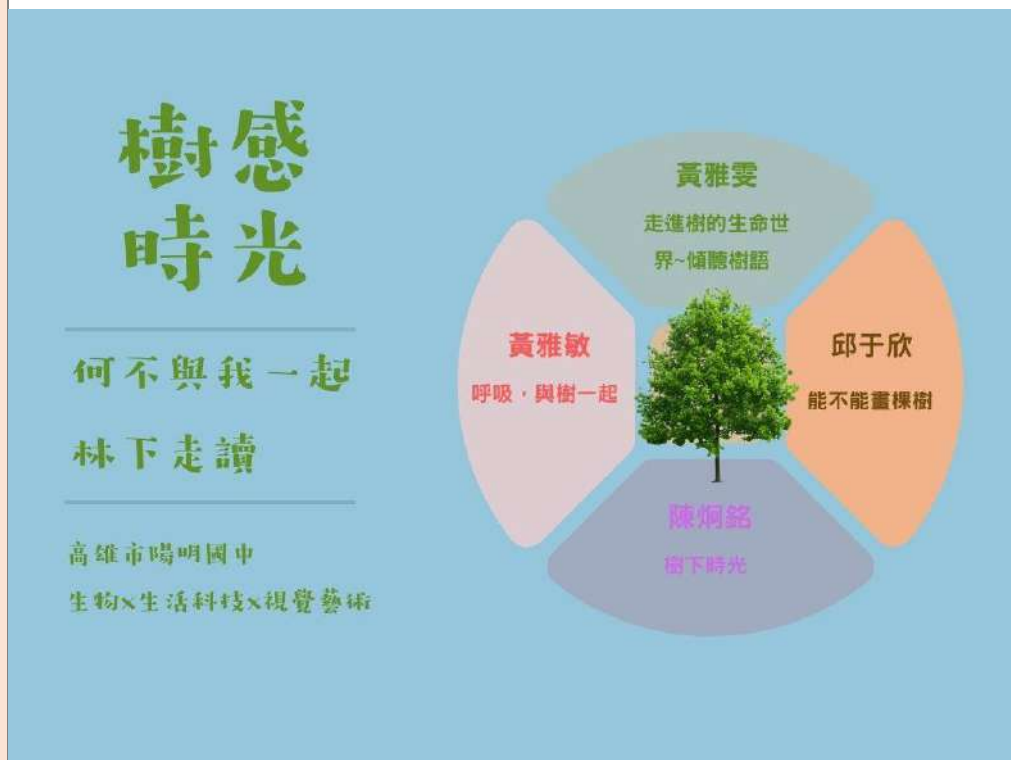 樹感
時光
何不與我一起
林下走讀
高雄市陽明國中
生物x生活科技x視覺藝術
黃雅雯
走進樹的生命世
界~傾聽樹語
黃雅敏
呼吸，與樹一起
邱于欣
能不能畫棵樹
陳炯銘
樹下時光